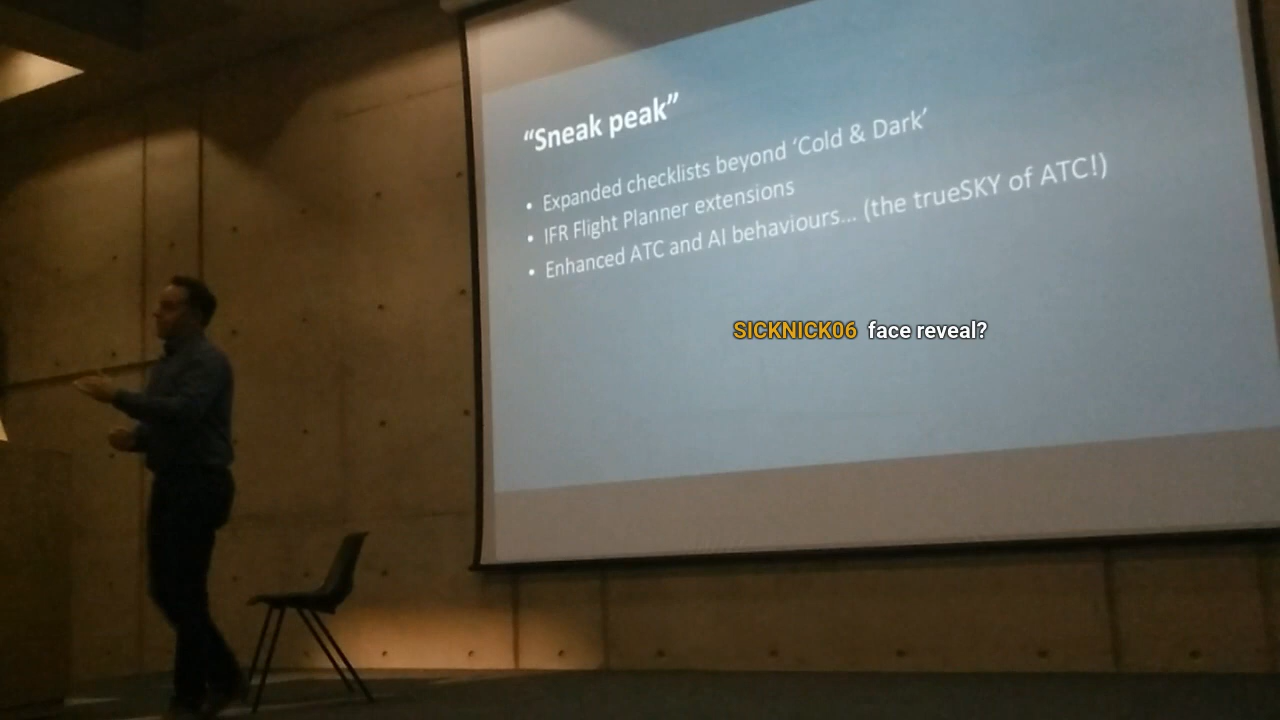 “Sneak peak”
• Expanded checklists beyond ‘Cold & Dark’
• IFR Flight Planner extensions
• Enhanced ATC and AI behaviours... (the trueSKY of ATC!)
SICKNICK06 face reveal?